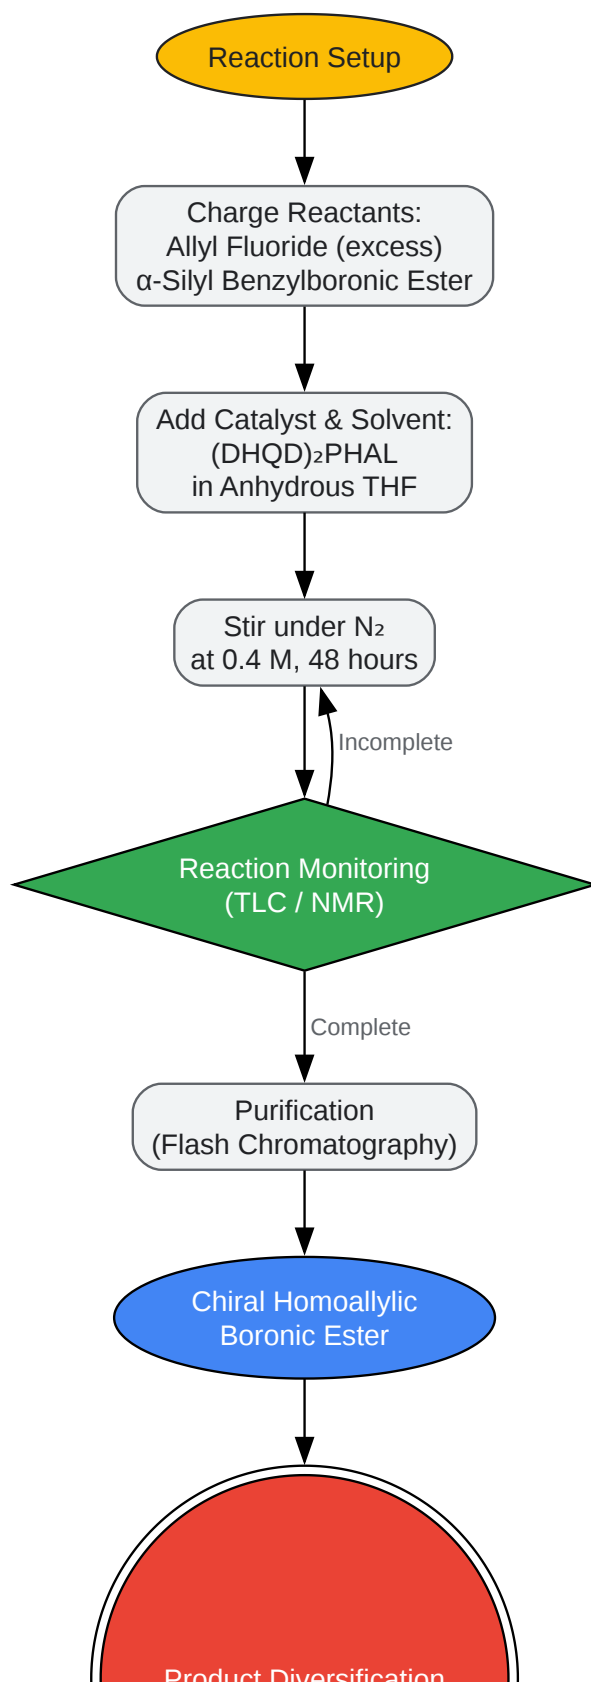 Reaction Setup
Charge Reactants:
Allyl Fluoride (excess)
α-Silyl Benzylboronic Ester
Add Catalyst & Solvent:
(DHQD)₂PHAL
in Anhydrous THF
Stir under N₂
at 0.4 M, 48 hours
Incomplete
Reaction Monitoring
(TLC / NMR)
Complete
Purification
(Flash Chromatography)
Chiral Homoallylic
Boronic Ester
Product Diversification